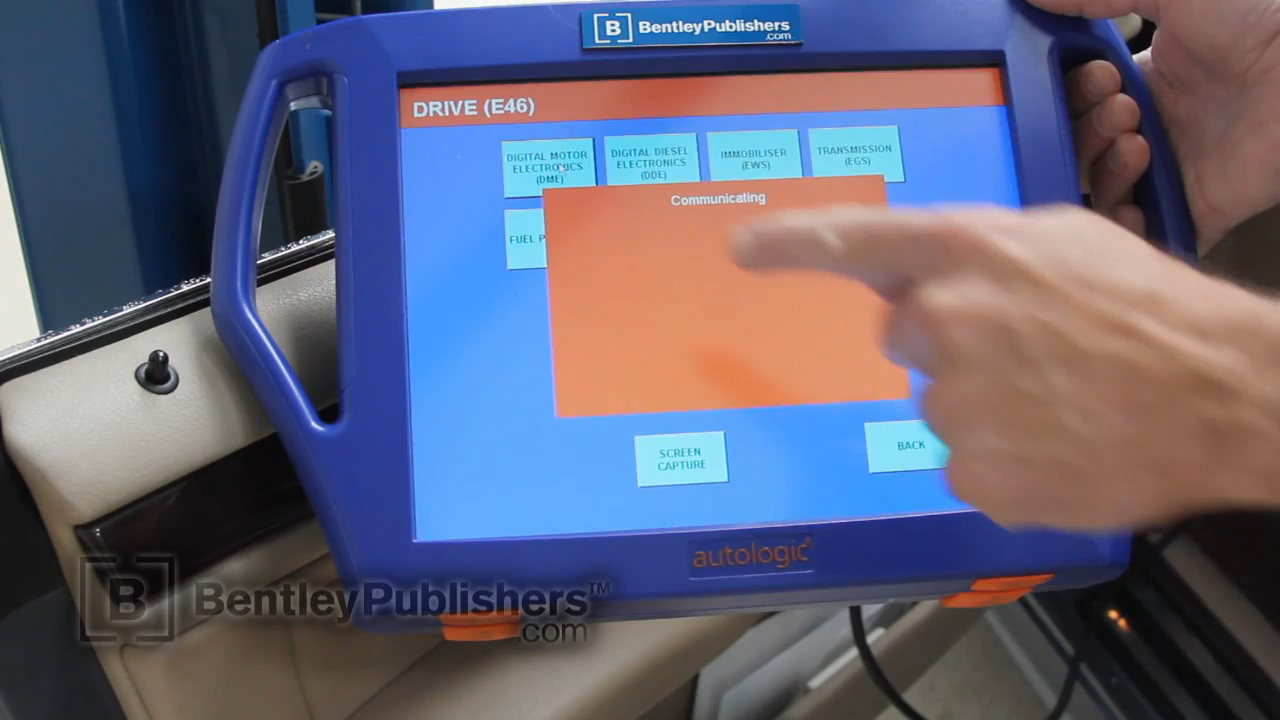 [B] BentleyPublishers
.com
DRIVE (E46)
DIGITAL MOTOR
ELECTRONICS
(DME)
DIGITAL DIESEL
ELECTRONICS
(DDE)
IMMOBILISER
(EWS)
TRANSMISSION
(EGS)
Communicating
FUEL P
SCREEN
CAPTURE
BACK
autologic®
[B] BentleyPublishers™
.com